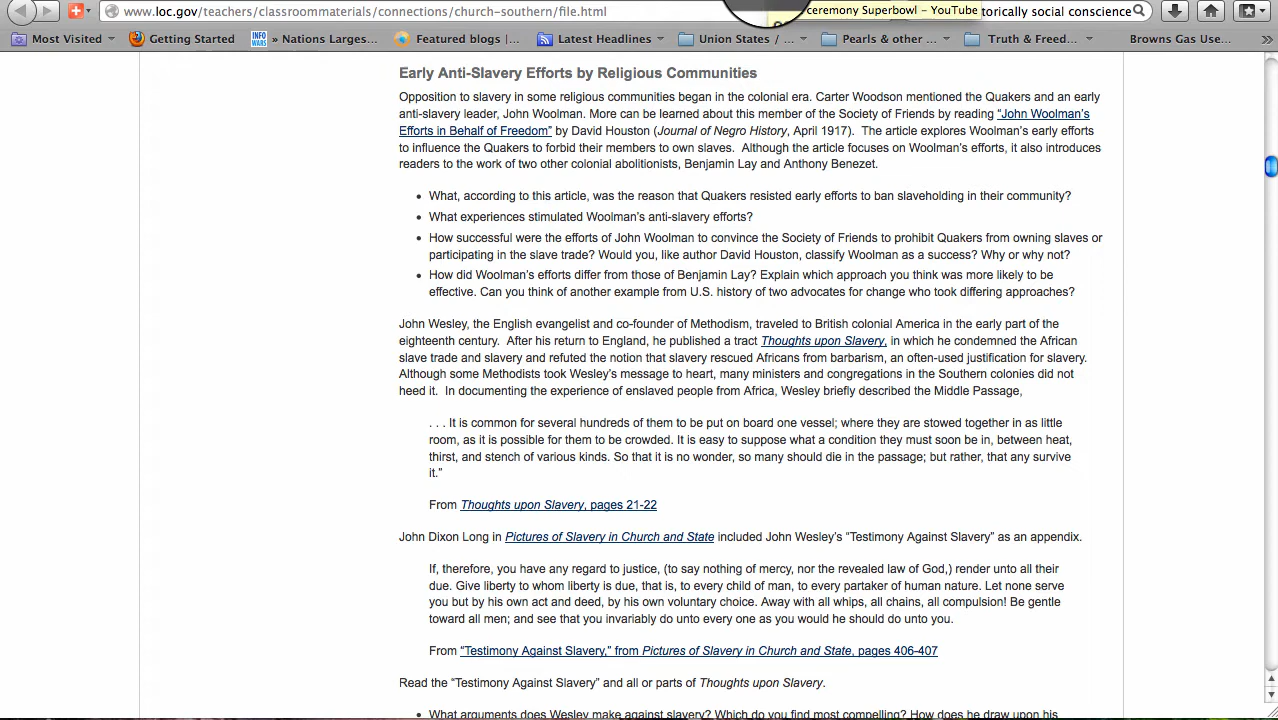 www.loc.gov/teachers/classroommaterials/connections/church-southern/file.html
ceremony Superbowl – YouTube
torically social conscience
Most Visited Getting Started INFO WARS » Nations Larges... Featured blogs |... Latest Headlines Union States / ... Pearls & other ... Truth & Freed... Browns Gas Use... »
Early Anti-Slavery Efforts by Religious Communities
Opposition to slavery in some religious communities began in the colonial era. Carter Woodson mentioned the Quakers and an early
anti-slavery leader, John Woolman. More can be learned about this member of the Society of Friends by reading “John Woolman’s
Efforts in Behalf of Freedom” by David Houston (Journal of Negro History, April 1917). The article explores Woolman’s early efforts
to influence the Quakers to forbid their members to own slaves. Although the article focuses on Woolman’s efforts, it also introduces
readers to the work of two other colonial abolitionists, Benjamin Lay and Anthony Benezet.
• What, according to this article, was the reason that Quakers resisted early efforts to ban slaveholding in their community?
• What experiences stimulated Woolman’s anti-slavery efforts?
• How successful were the efforts of John Woolman to convince the Society of Friends to prohibit Quakers from owning slaves or
participating in the slave trade? Would you, like author David Houston, classify Woolman as a success? Why or why not?
• How did Woolman’s efforts differ from those of Benjamin Lay? Explain which approach you think was more likely to be
effective. Can you think of another example from U.S. history of two advocates for change who took differing approaches?
John Wesley, the English evangelist and co-founder of Methodism, traveled to British colonial America in the early part of the
eighteenth century. After his return to England, he published a tract Thoughts upon Slavery, in which he condemned the African
slave trade and slavery and refuted the notion that slavery rescued Africans from barbarism, an often-used justification for slavery.
Although some Methodists took Wesley’s message to heart, many ministers and congregations in the Southern colonies did not
heed it. In documenting the experience of enslaved people from Africa, Wesley briefly described the Middle Passage,
. . . It is common for several hundreds of them to be put on board one vessel; where they are stowed together in as little
room, as it is possible for them to be crowded. It is easy to suppose what a condition they must soon be in, between heat,
thirst, and stench of various kinds. So that it is no wonder, so many should die in the passage; but rather, that any survive
it.”
From Thoughts upon Slavery, pages 21-22
John Dixon Long in Pictures of Slavery in Church and State included John Wesley’s “Testimony Against Slavery” as an appendix.
If, therefore, you have any regard to justice, (to say nothing of mercy, nor the revealed law of God,) render unto all their
due. Give liberty to whom liberty is due, that is, to every child of man, to every partaker of human nature. Let none serve
you but by his own act and deed, by his own voluntary choice. Away with all whips, all chains, all compulsion! Be gentle
toward all men; and see that you invariably do unto every one as you would he should do unto you.
From “Testimony Against Slavery,” from Pictures of Slavery in Church and State, pages 406-407
Read the “Testimony Against Slavery” and all or parts of Thoughts upon Slavery.
• What arguments does Wesley make against slavery? Which do you find most compelling? How does he draw upon his